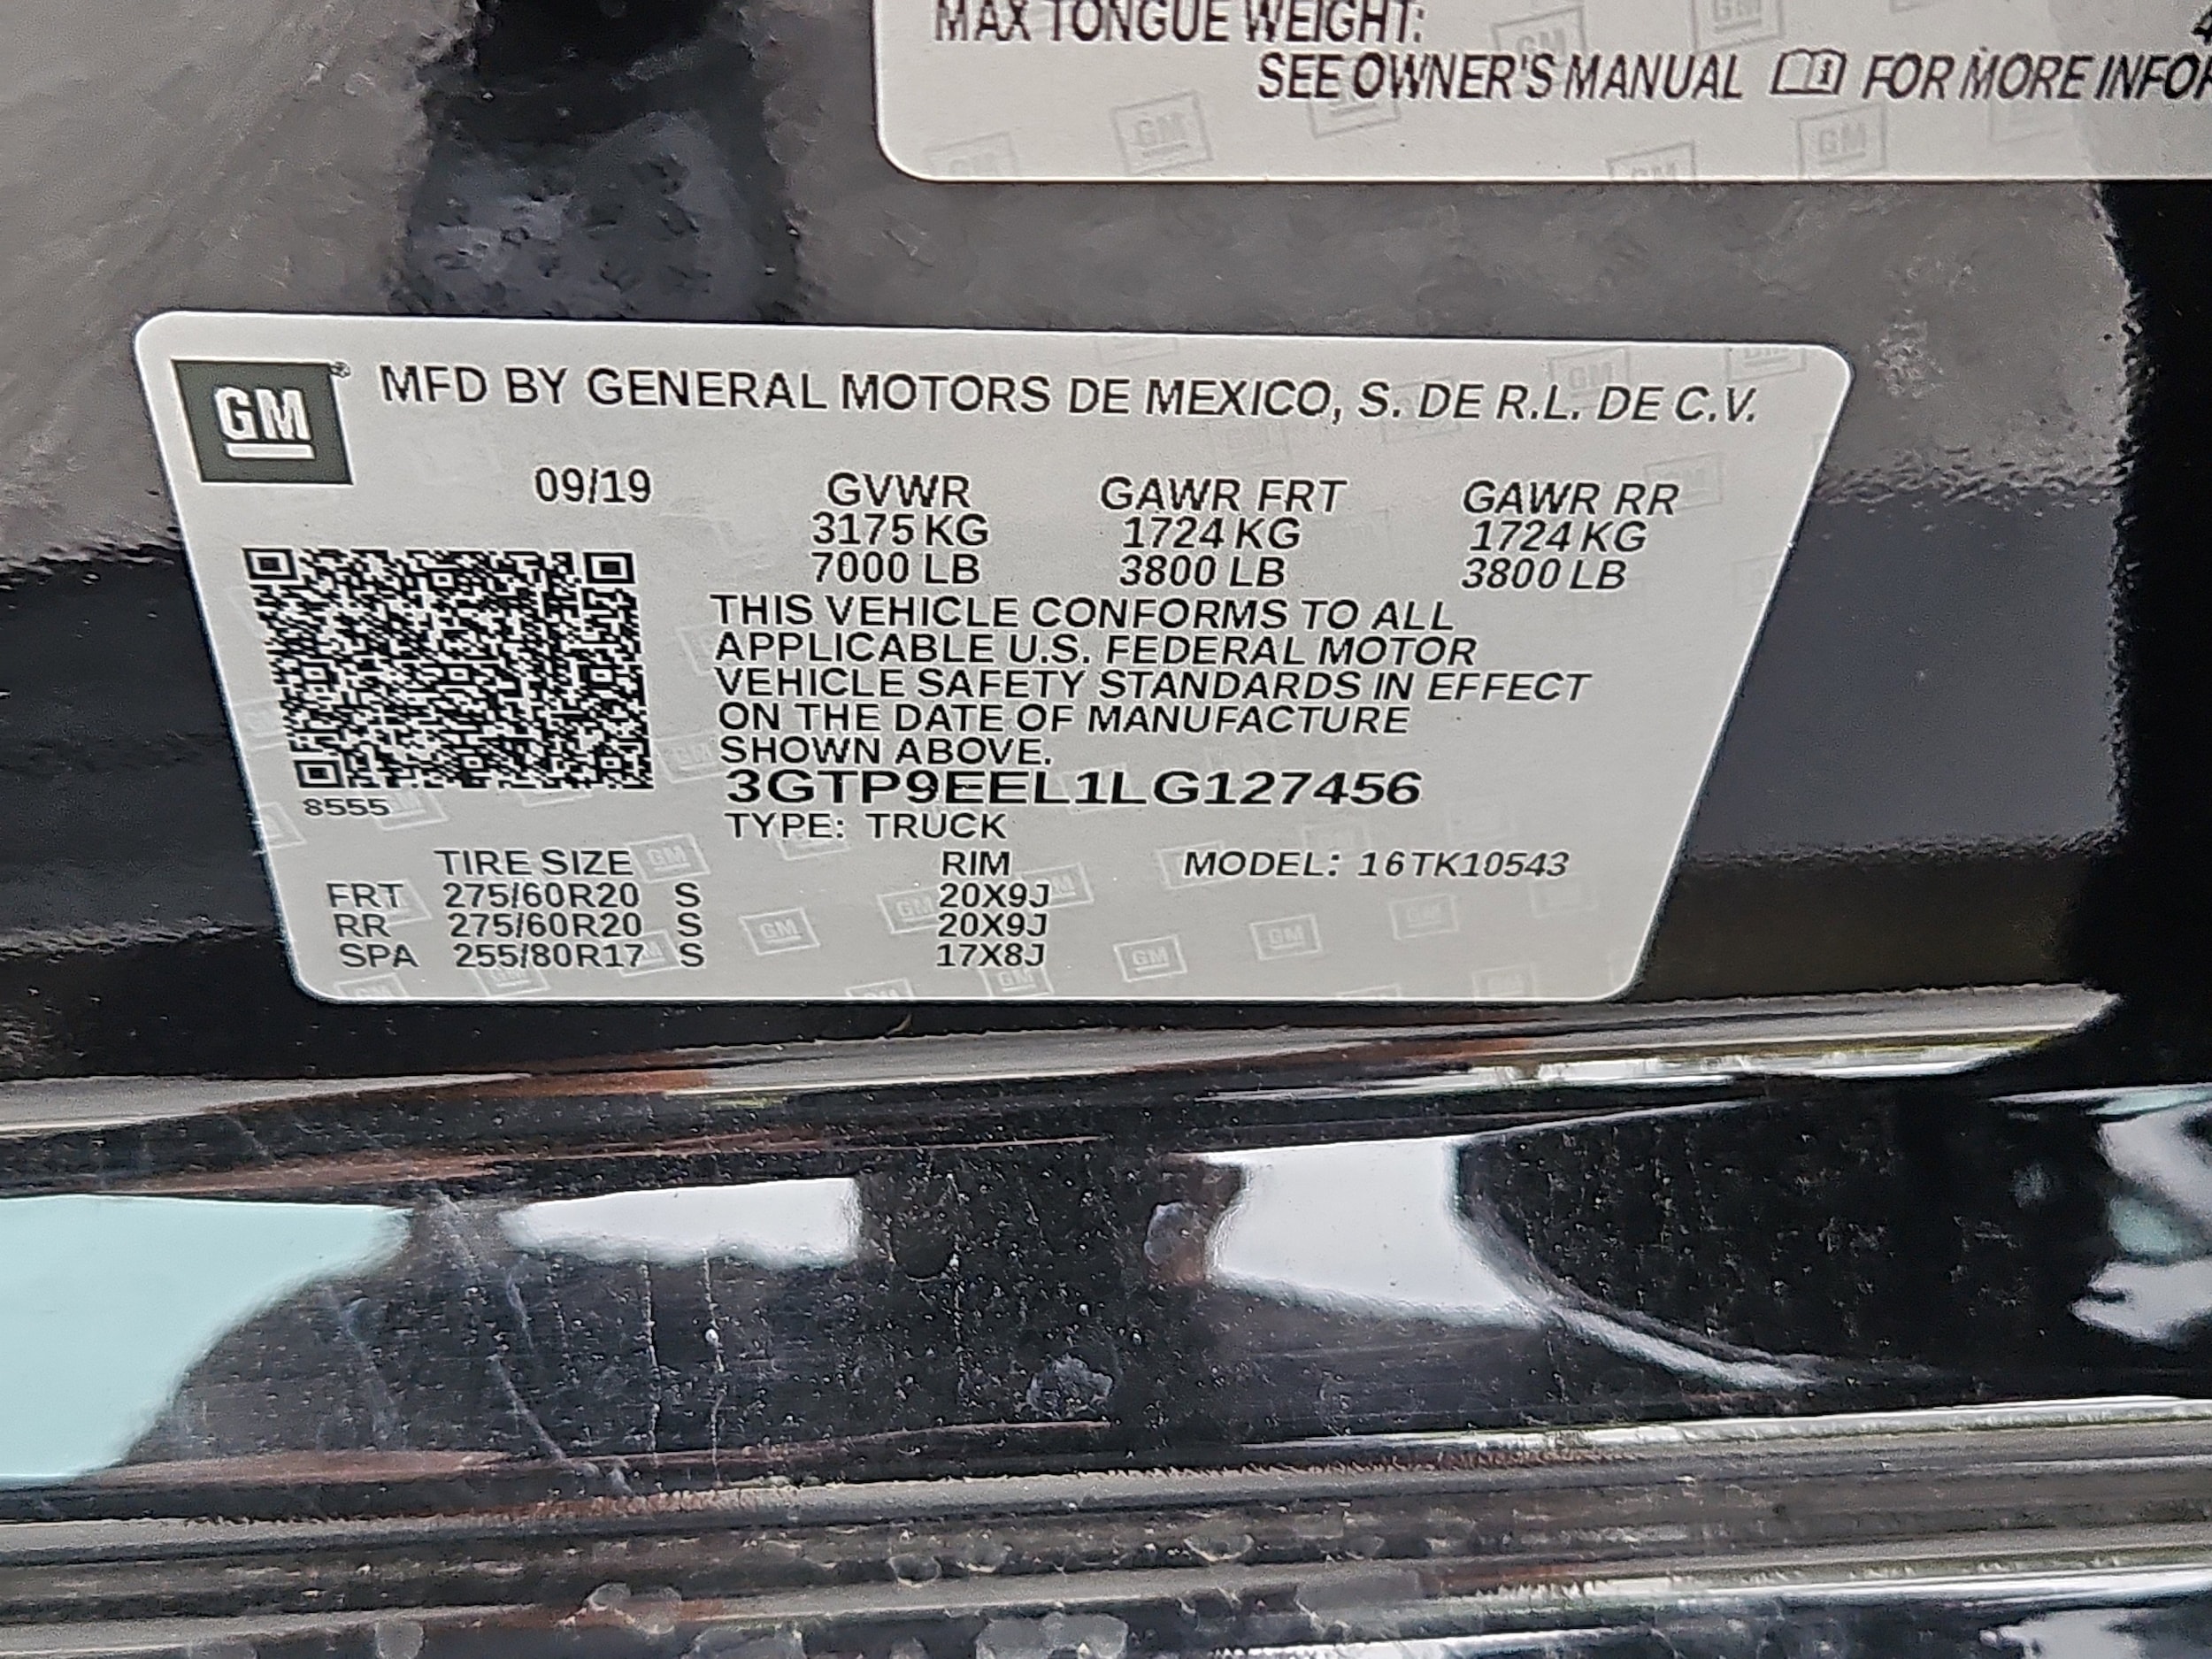 MAX TONGUE WEIGHT:
SEE OWNER'S MANUAL FOR MORE
GM® MFD BY GENERAL MOTORS DE MEXICO, S. DE R.L. DE C.V.
09/19 GVWR GAWR FRT GAWR RR
3175 KG 1724 KG 1724 KG
7000 LB 3800 LB 3800 LB
THIS VEHICLE CONFORMS TO ALL
APPLICABLE U.S. FEDERAL MOTOR
VEHICLE SAFETY STANDARDS IN EFFECT
ON THE DATE OF MANUFACTURE
SHOWN ABOVE.
3GTP9EEL1LG127456
8555
TYPE: TRUCK
TIRE SIZE RIM MODEL: 16TK10543
FRT 275/60R20 S 20X9J
RR 275/60R20 S 20X9J
SPA 255/80R17 S 17X8J